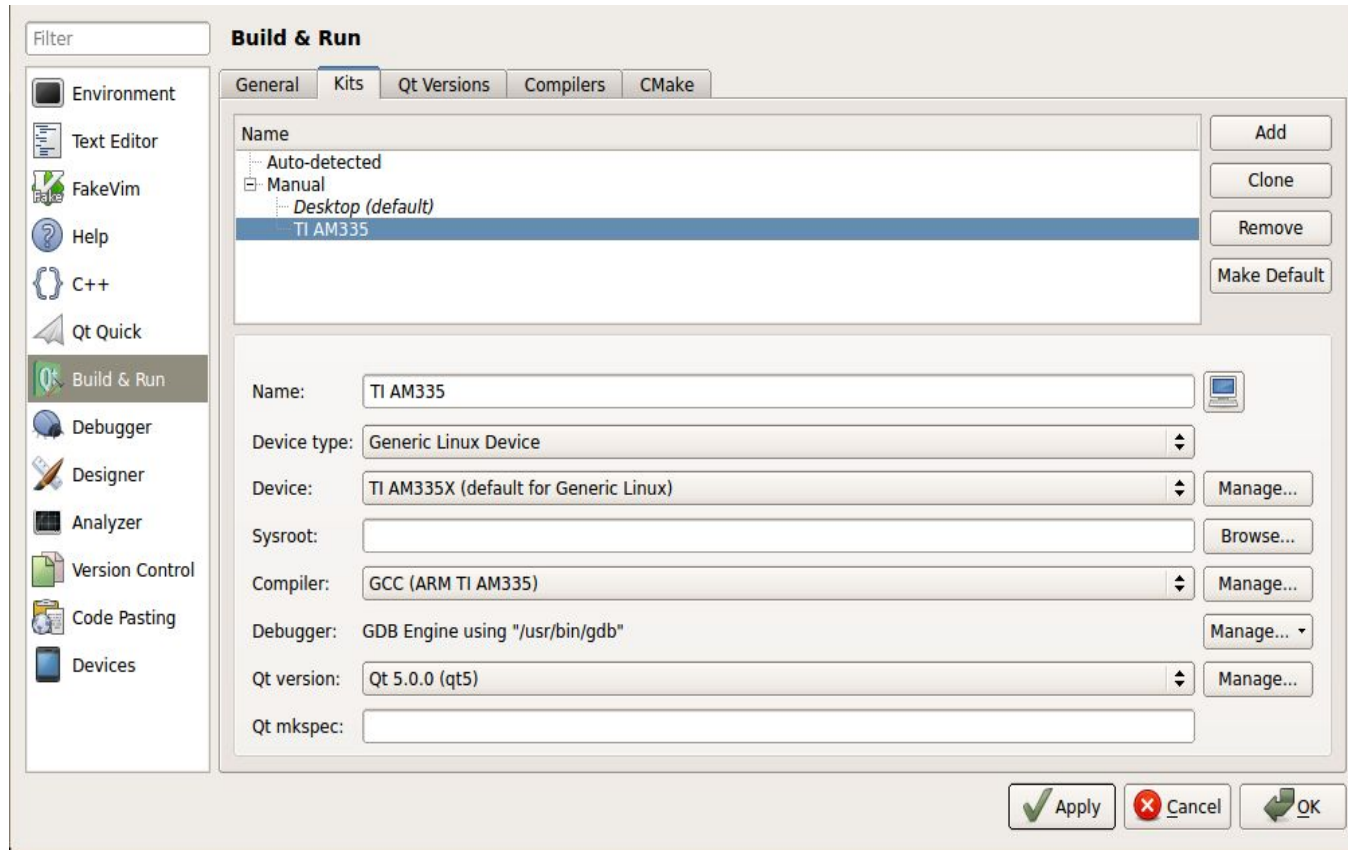 Filter
Environment
Text Editor
FakeVim
Help
C++
Qt Quick
Build & Run
Debugger
Designer
Analyzer
Version Control
Code Pasting
Devices
Build & Run
General Kits Qt Versions Compilers CMake
Name
Auto-detected
Manual
Desktop (default)
TI AM335
Add
Clone
Remove
Make Default
Name: TI AM335
Device type: Generic Linux Device
Device: TI AM335X (default for Generic Linux) Manage...
Sysroot: Browse...
Compiler: GCC (ARM TI AM335) Manage...
Debugger: GDB Engine using "/usr/bin/gdb" Manage...
Qt version: Qt 5.0.0 (qt5) Manage...
Qt mkspec:
Apply Cancel OK